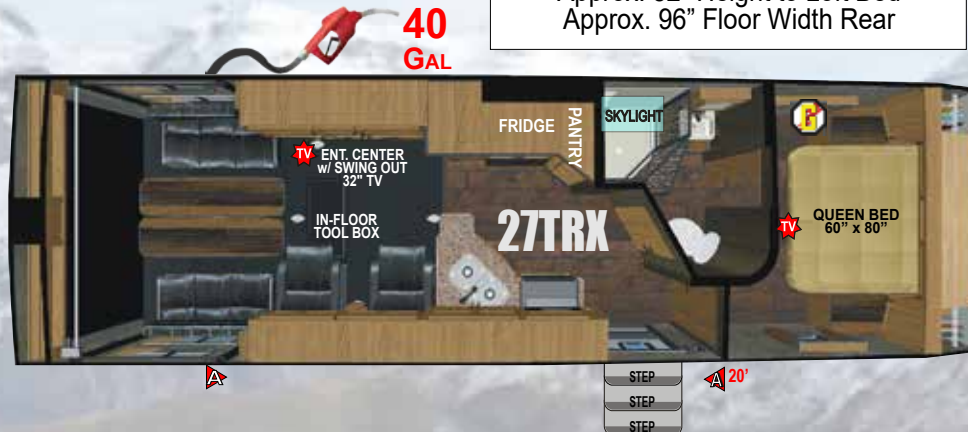 Approx. 96” Floor Width Rear
40
GAL
FRIDGE
PANTRY
SKYLIGHT
TV
ENT. CENTER
w/ SWING OUT
32" TV
IN-FLOOR
TOOL BOX
27TRX
TV
QUEEN BED
60” x 80”
A
A
20’
STEP
STEP
STEP